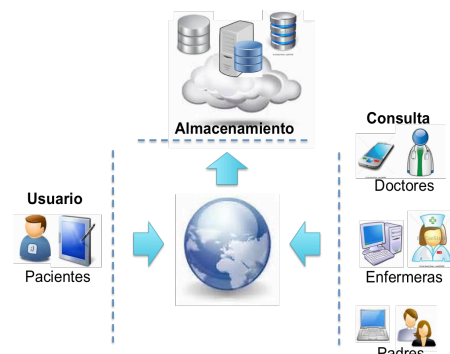 Almacenamiento
Consulta
Doctores
Usuario
Pacientes
Enfermeras
Padres